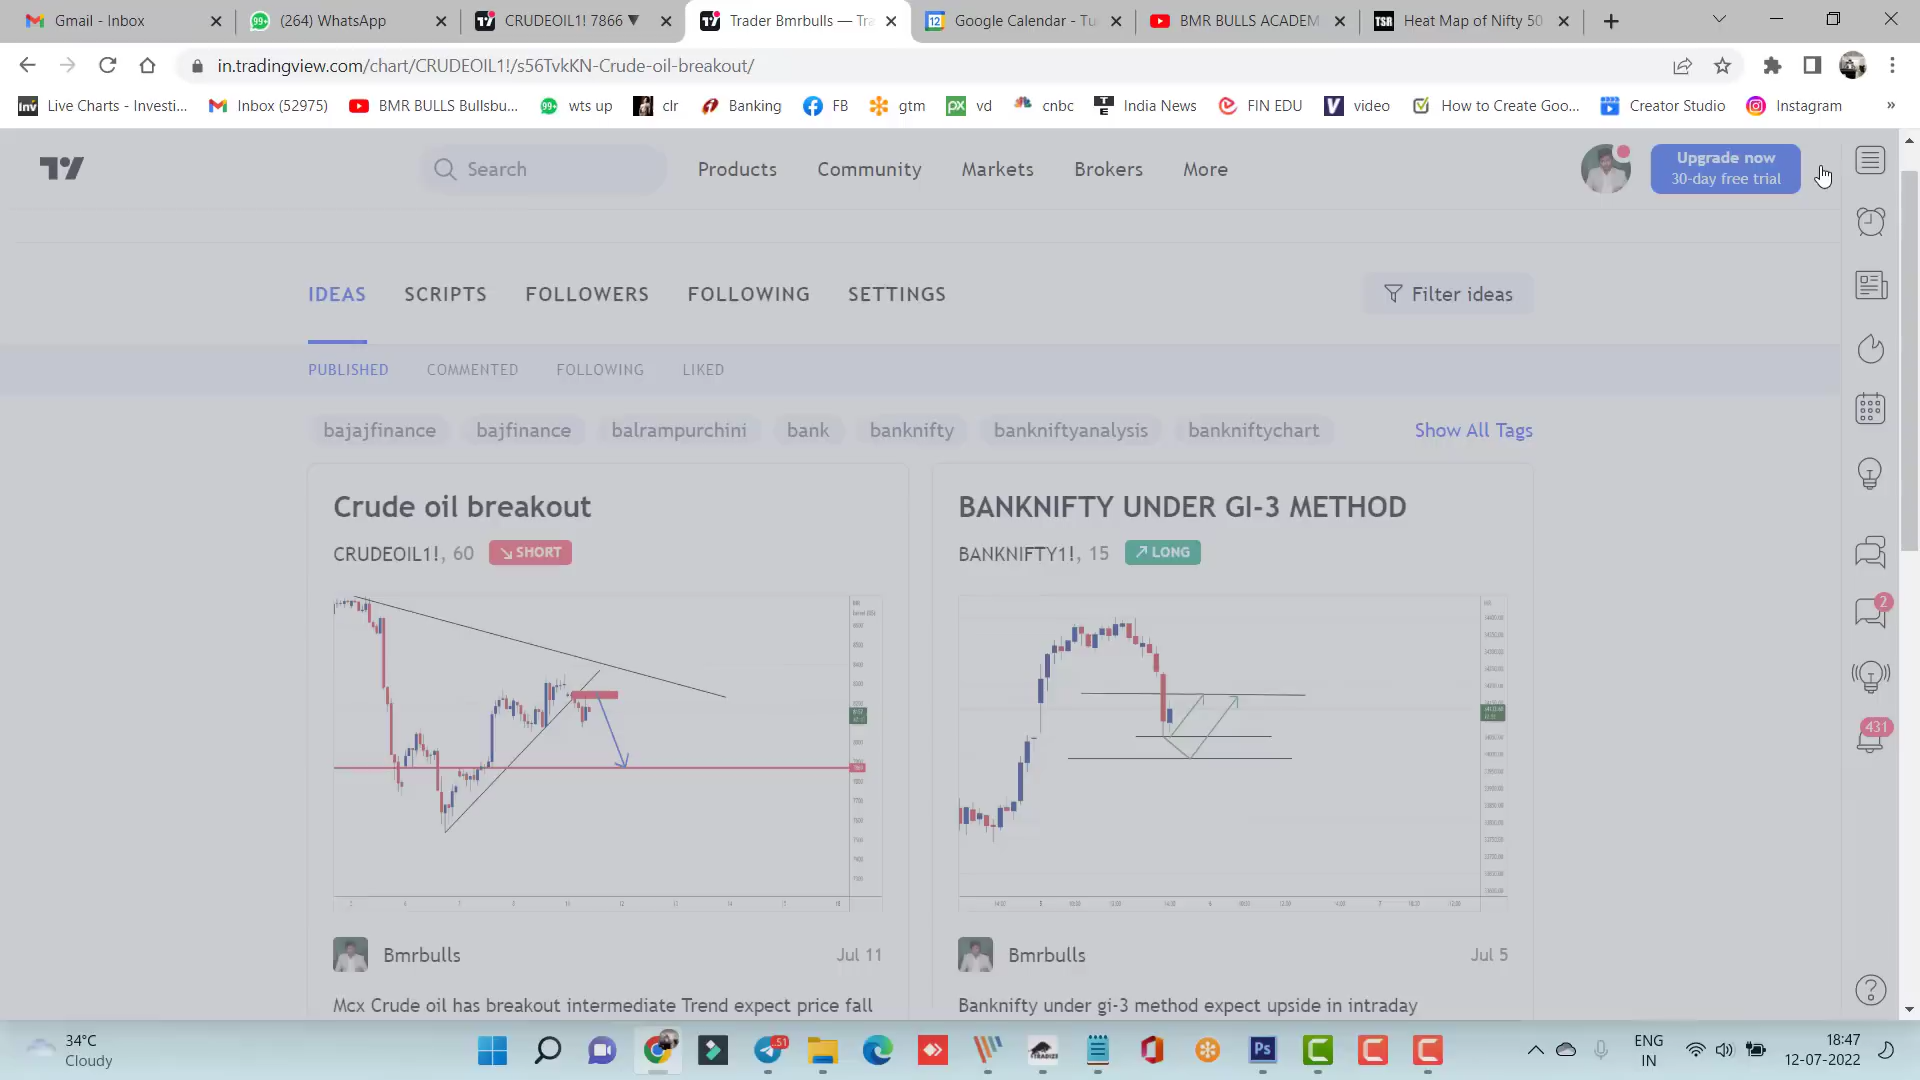 Gmail - Inbox
(264) WhatsApp
CRUDEOIL1! 7866 ▼
Trader Bmrbulls — Tra
Google Calendar - Tu
BMR BULLS ACADEM
Heat Map of Nifty 50
in.tradingview.com/chart/CRUDEOIL1!/s56TvkKN-Crude-oil-breakout/
Live Charts - Investi...
Inbox (52975)
BMR BULLS Bullsbu...
wts up
clr
Banking
FB
gtm
vd
cnbc
India News
FIN EDU
video
How to Create Goo...
Creator Studio
Instagram
Search
Products
Community
Markets
Brokers
More
Upgrade now
30-day free trial
IDEAS
SCRIPTS
FOLLOWERS
FOLLOWING
SETTINGS
Filter ideas
PUBLISHED
COMMENTED
FOLLOWING
LIKED
bajajfinance
bajfinance
balrampurchini
bank
banknifty
bankniftyanalysis
bankniftychart
Show All Tags
Crude oil breakout
CRUDEOIL1!, 60
SHORT
BANKNIFTY UNDER GI-3 METHOD
BANKNIFTY1!, 15
LONG
2
431
Bmrbulls
Jul 11
Bmrbulls
Jul 5
Mcx Crude oil has breakout intermediate Trend expect price fall
Banknifty under gi-3 method expect upside in intraday
34°C
Cloudy
ENG
IN
18:47
12-07-2022